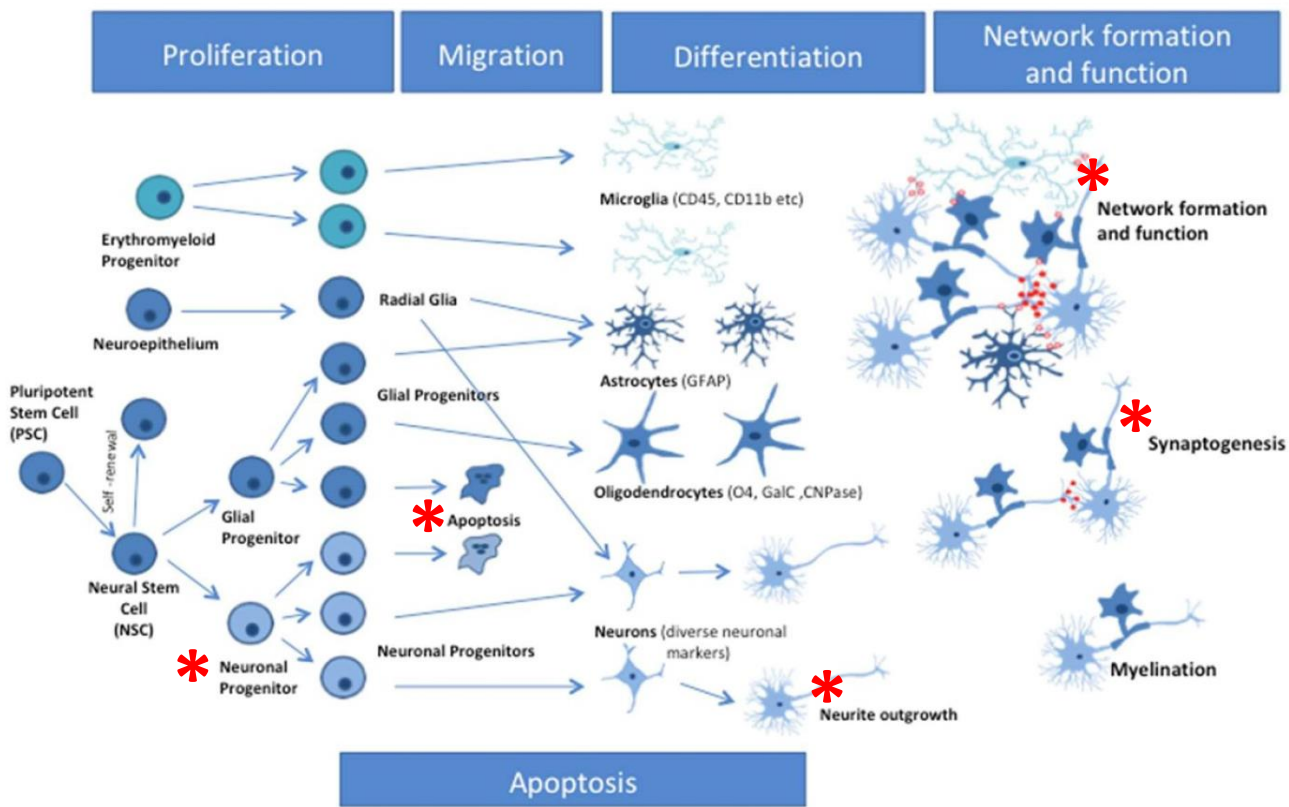 Proliferation
Migration
Differentiation
Network formation
and function
Erythromyeloid
Progenitor
Neuroepithelium
Pluripotent
Stem Cell
(PSC)
Self -renewal
Neural Stem
Cell
(NSC)
Glial
Progenitor
Neuronal
Progenitor
Radial Glia
Glial Progenitors
Apoptosis
Neuronal Progenitors
Microglia (CD45, CD11b etc)
Astrocytes (GFAP)
Oligodendrocytes (O4, GalC ,CNPase)
Neurons (diverse neuronal
markers)
Neurite outgrowth
Network formation
and function
Synaptogenesis
Myelination
Apoptosis